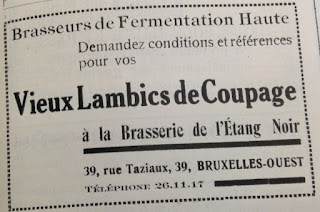 Brasseurs de Fermentation Haute
Demandez conditions et références
pour vos
Vieux Lambics de Coupage
à la Brasserie de l'Étang Noir
39, rue Taziaux, 39, BRUXELLES-OUEST
TÉLÉPHONE 26.11.17